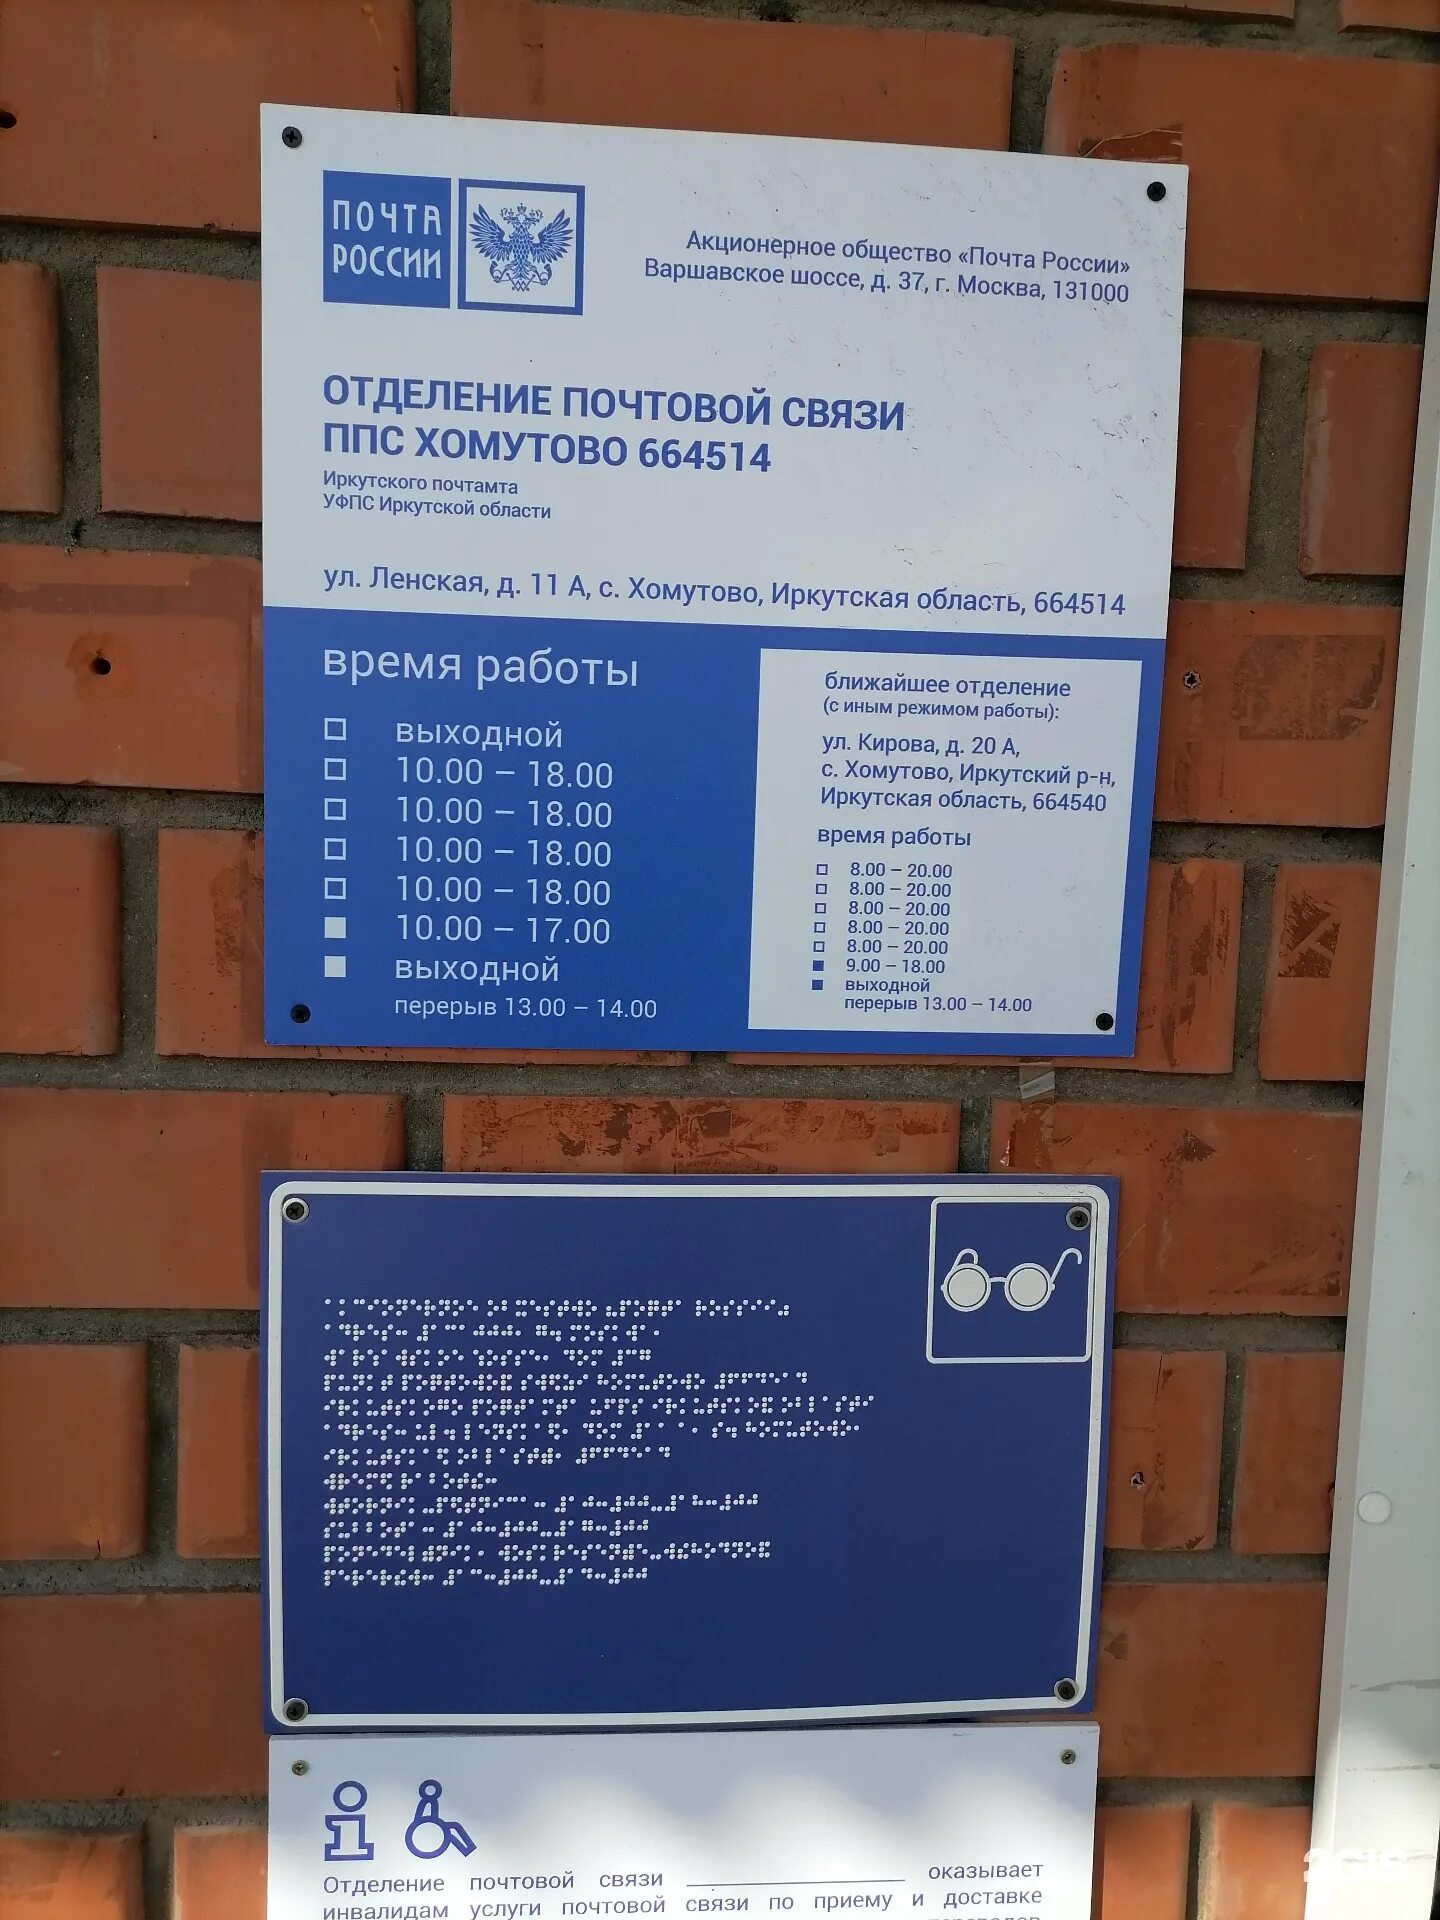 ПОЧТА
РОССИИ
Акционерное общество «Почта России»
Варшавское шоссе, д. 37, г. Москва, 131000
ОТДЕЛЕНИЕ ПОЧТОВОЙ СВЯЗИ
ППС ХОМУТОВО 664514
Иркутского почтамта
УФПС Иркутской области
ул. Ленская, д. 11 А, с. Хомутово, Иркутская область, 664514
время работы
выходной
10.00 – 18.00
10.00 – 18.00
10.00 – 18.00
10.00 – 18.00
10.00 – 17.00
выходной
перерыв 13.00 – 14.00
ближайшее отделение
(с иным режимом работы):
ул. Кирова, д. 20 А,
с. Хомутово, Иркутский р-н,
Иркутская область, 664540
время работы
8.00 – 20.00
8.00 – 20.00
8.00 – 20.00
8.00 – 20.00
8.00 – 20.00
9.00 – 18.00
выходной
перерыв 13.00 – 14.00
Отделение почтовой связи оказывает
инвалидам услуги почтовой связи по приему и доставке
2GIS